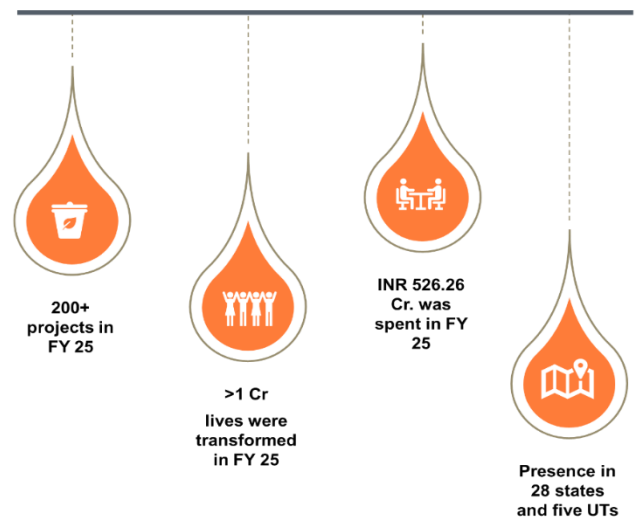 200+
projects in
FY 25
>1 Cr
lives were
transformed
in FY 25
INR 526.26
Cr. was
spent in FY
25
Presence in
28 states
and five UTs